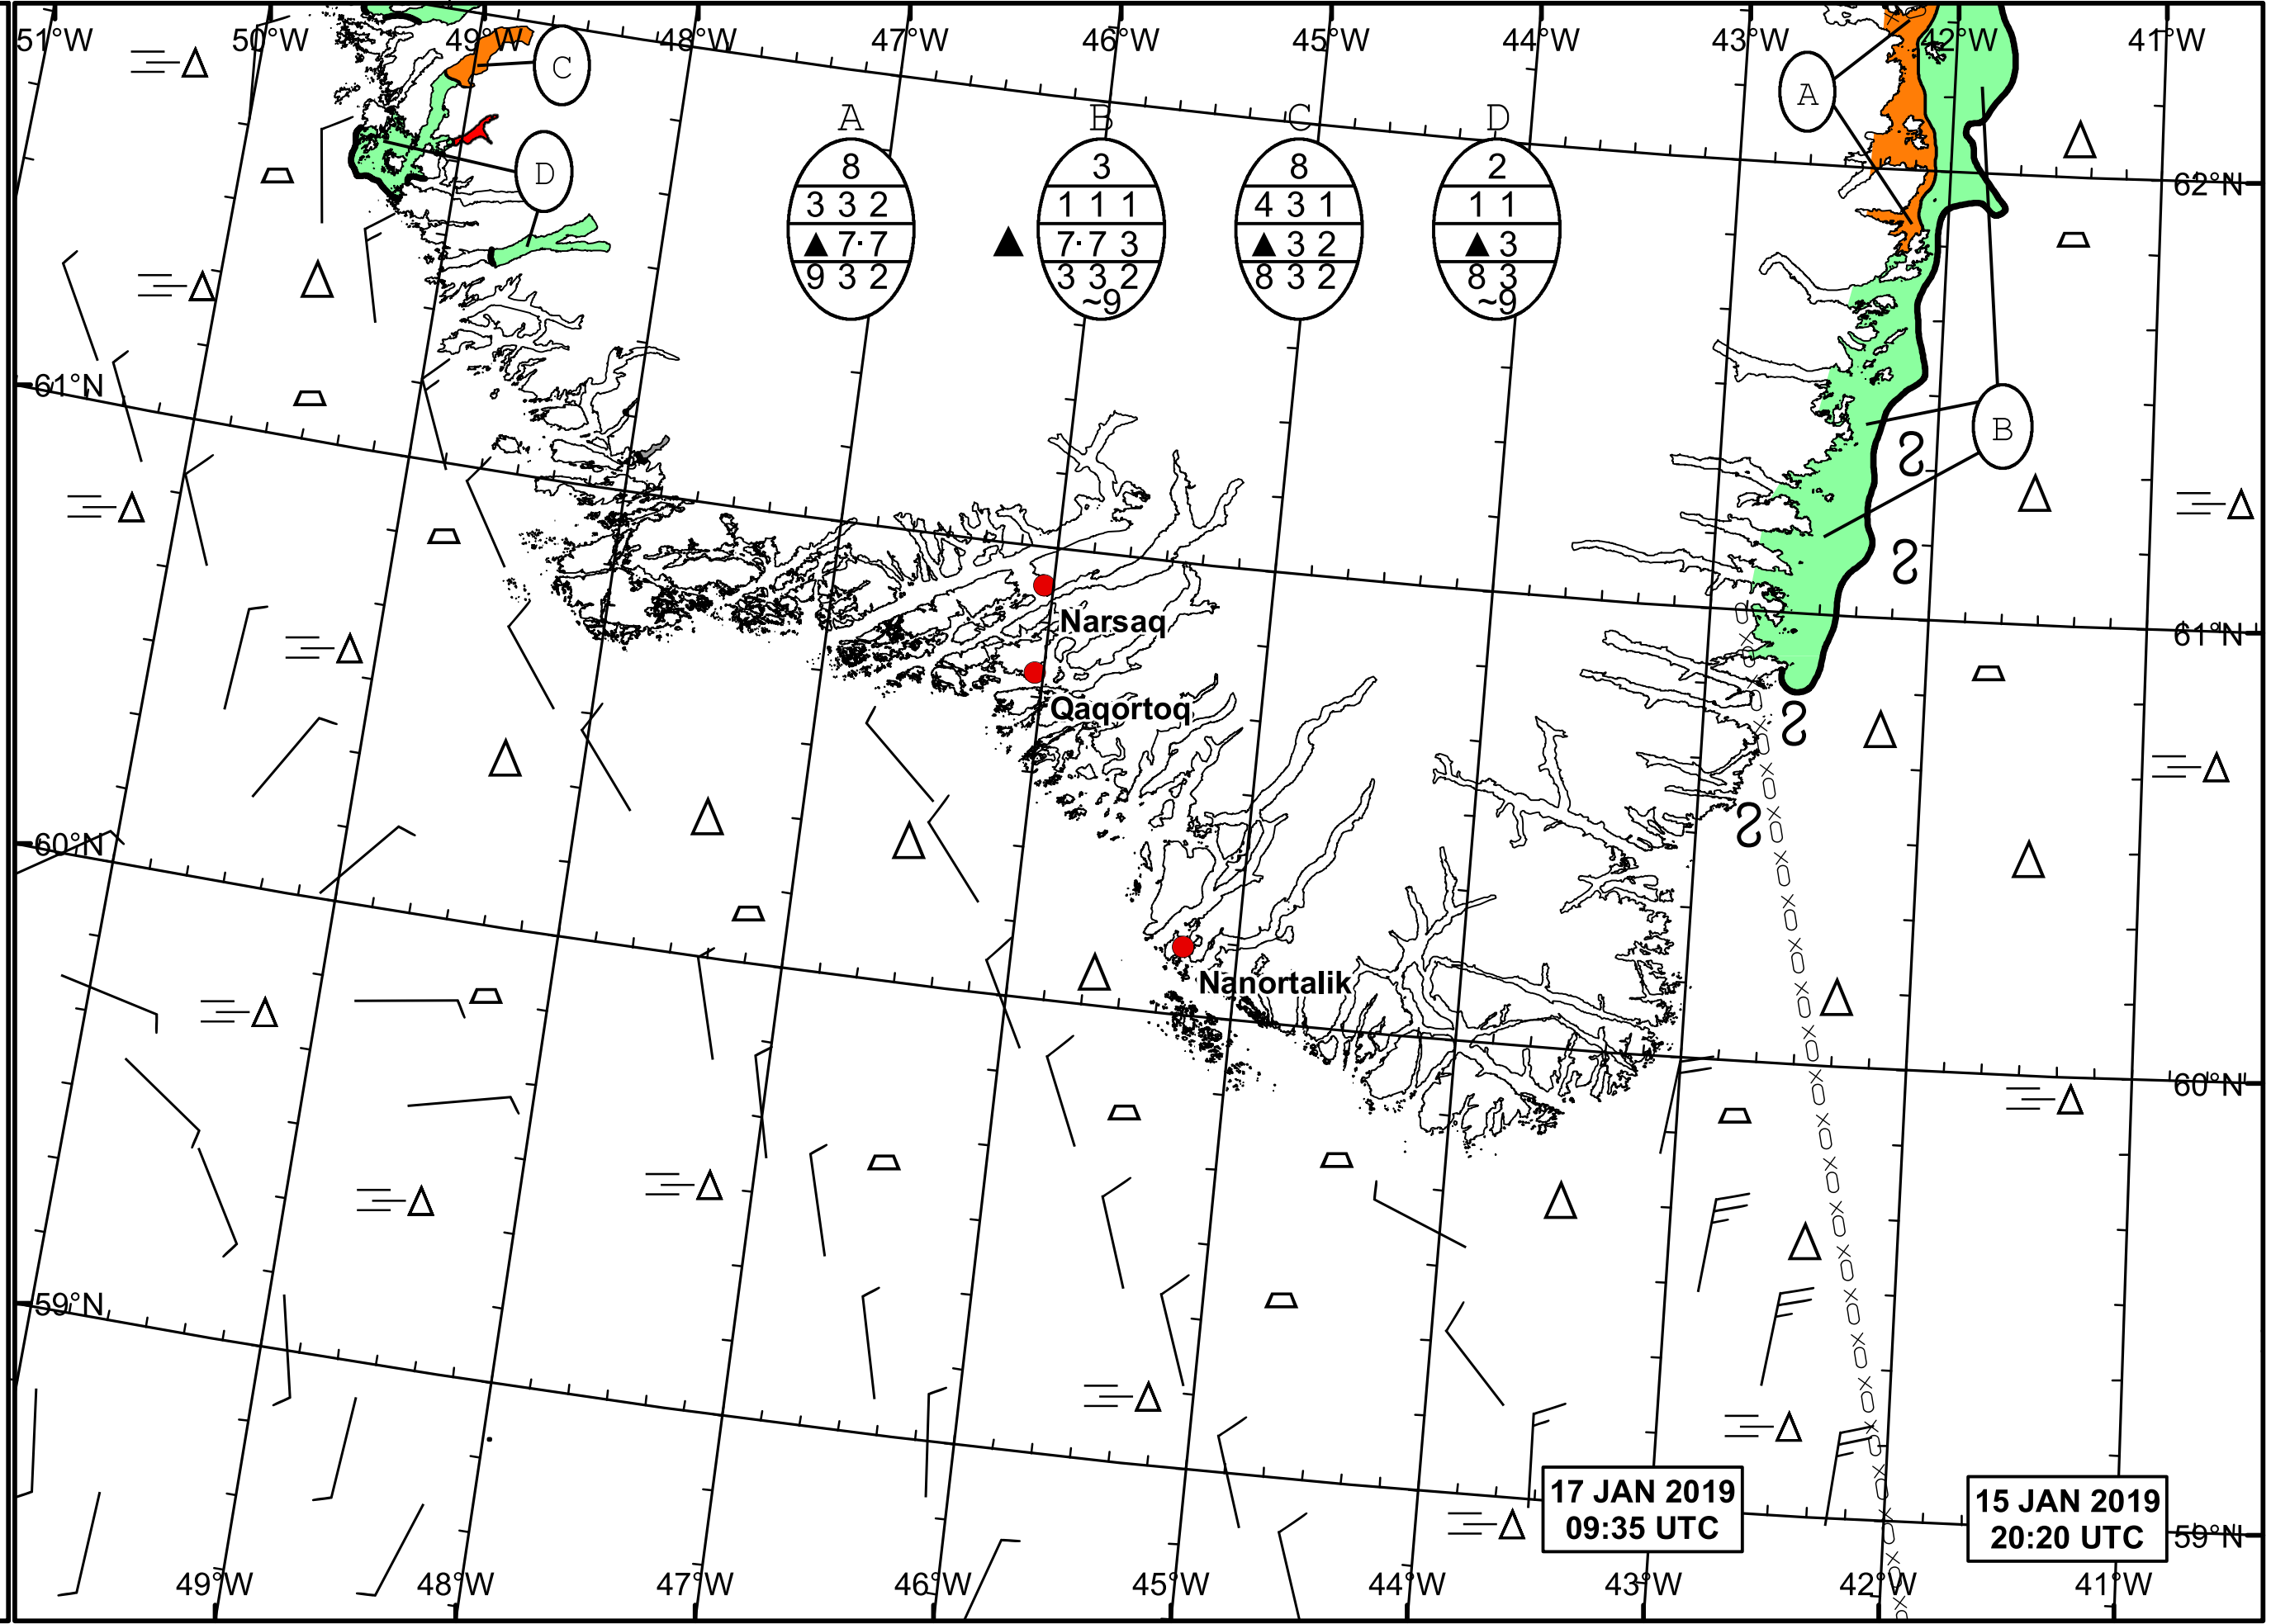 51°W 50°W 49°W 48°W 47°W 46°W 45°W 44°W 43°W 42°W 41°W
C
A
A B C D
D
8 3 8 2
3 3 2 1 1 1 4 3 1 1 1
▲ 7· 7 ▲ 7· 7 3 ▲ 3 2 ▲ 3
9 3 2 3 3 2 8 3 2 8 3
~9 ~9
62°N
61°N
B
Narsaq
61°N
Qaqortoq
60°N
Nanortalik
60°N
59°N
17 JAN 2019
09:35 UTC
15 JAN 2019
20:20 UTC
59°N
49°W 48°W 47°W 46°W 45°W 44°W 43°W 42°W 41°W